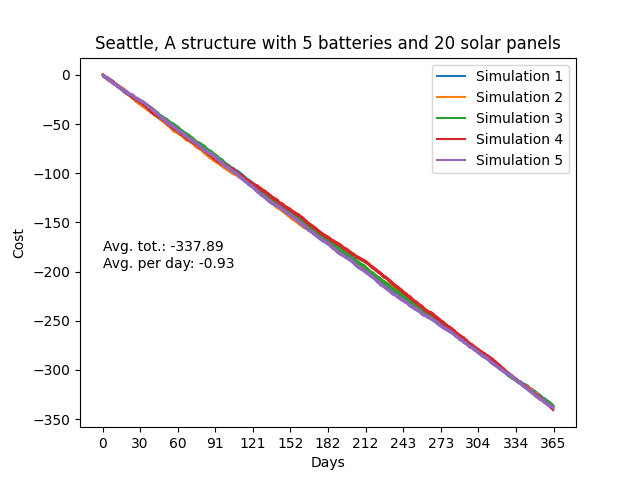 Seattle, A structure with 5 batteries and 20 solar panels
Simulation 1
Simulation 2
Simulation 3
Simulation 4
Simulation 5
0
−50
−100
−150
−200
−250
−300
−350
Cost
Avg. tot.: -337.89
Avg. per day: -0.93
0 30 60 91 121 152 182 212 243 273 304 334 365
Days